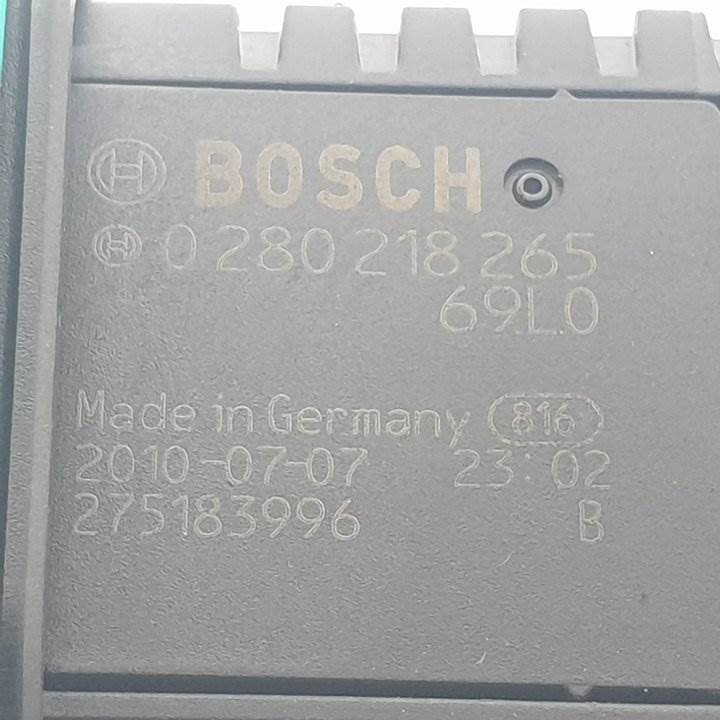 BOSCH
0 280 218 265
69L0
Made in Germany 816
2010-07-07 23:02
275183996 B